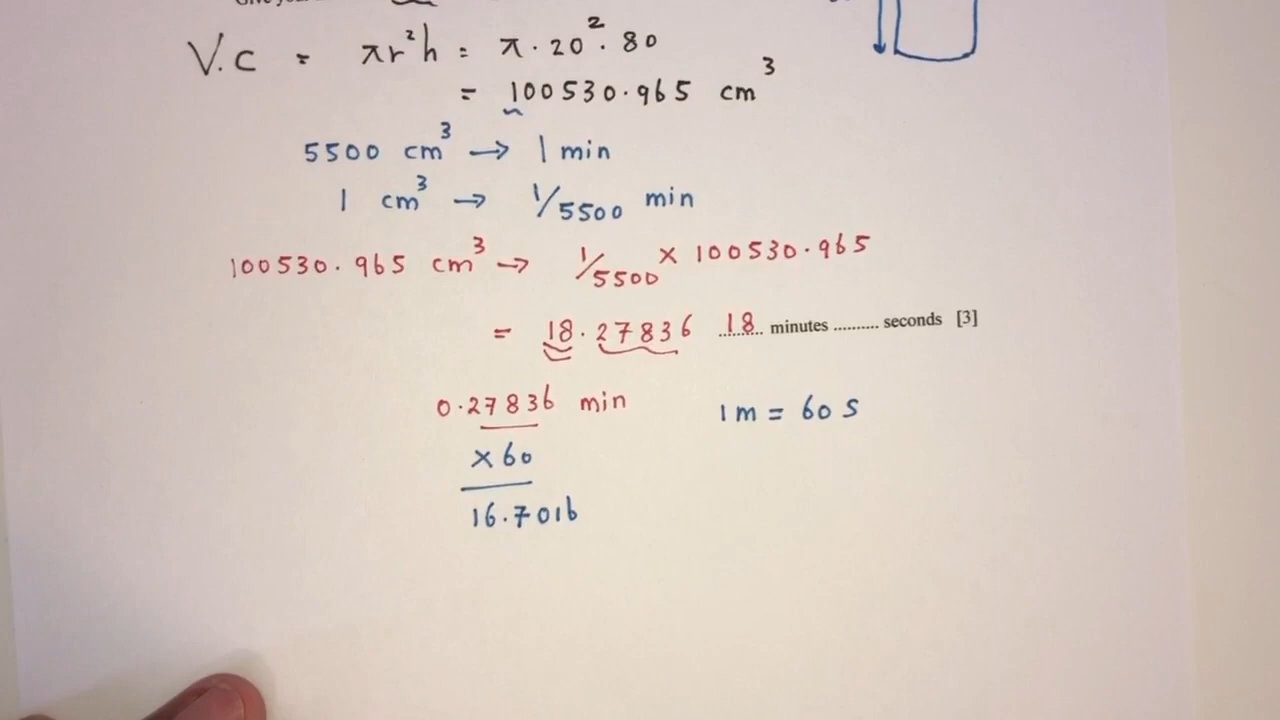 V.C = πr²h = π·20²·80
= 100530.965 cm³
5500 cm³ → 1 min
1 cm³ → 1/5500 min
100530.965 cm³ → 1/5500 × 100530.965
= 18.27836 18 minutes .......... seconds [3]
0.27836 min 1m = 60 s
×60
16.7016